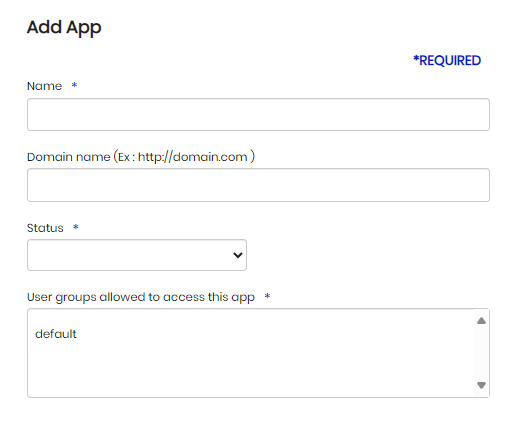 Add App
*REQUIRED
Name *
Domain name (Ex : http://domain.com )
Status *
User groups allowed to access this app *
default